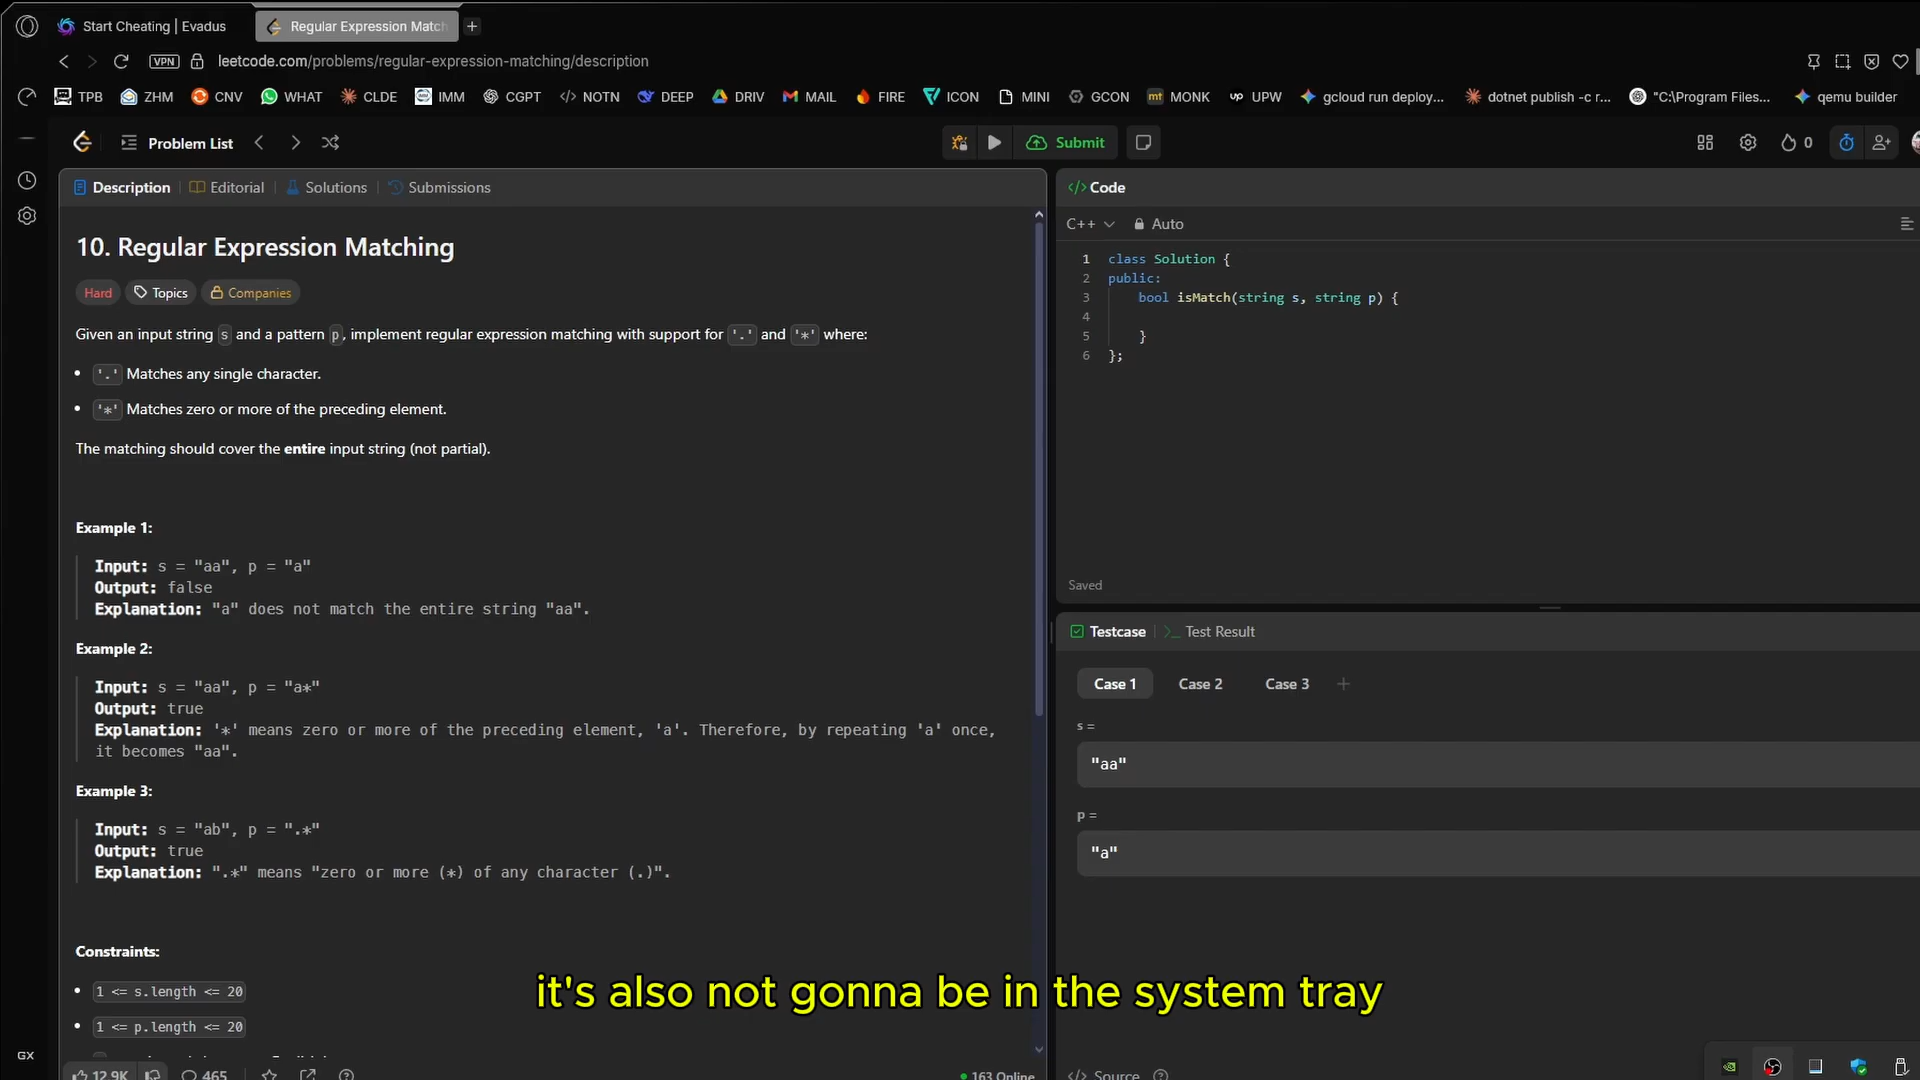 Start Cheating | Evadus
Regular Expression Match
VPN
leetcode.com/problems/regular-expression-matching/description
TPB ZHM CNV WHAT CLDE IMM CGPT NOTN DEEP DRIV MAIL FIRE ICON MINI GCON MONK UPW gcloud run deploy... dotnet publish -c r... "C:\Program Files... qemu builder
Problem List
Submit
0
Description
Editorial
Solutions
Submissions
10. Regular Expression Matching
Hard
Topics
Companies
Given an input string s and a pattern p, implement regular expression matching with support for '.' and '*' where:
• '.' Matches any single character.
• '*' Matches zero or more of the preceding element.
The matching should cover the entire input string (not partial).
Example 1:
Input: s = "aa", p = "a"
Output: false
Explanation: "a" does not match the entire string "aa".
Example 2:
Input: s = "aa", p = "a*"
Output: true
Explanation: '*' means zero or more of the preceding element, 'a'. Therefore, by repeating 'a' once,
it becomes "aa".
Example 3:
Input: s = "ab", p = ".*"
Output: true
Explanation: ".*" means "zero or more (*) of any character (.)".
Constraints:
• 1 <= s.length <= 20
• 1 <= p.length <= 20
12.9K
465
163 Online
GX
</> Code
C++
Auto
1 class Solution {
2 public:
3 bool isMatch(string s, string p) {
4
5 }
6 };
Saved
Testcase
>_ Test Result
Case 1
Case 2
Case 3
+
s =
"aa"
p =
"a"
</> Source
it's also not gonna be in the system tray